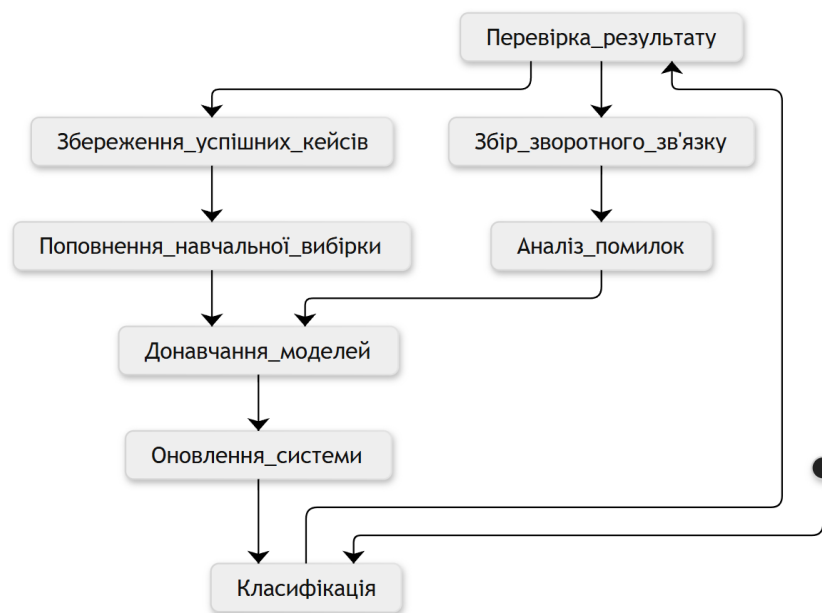 Перевірка_результату
Збереження_успішних_кейсів
Збір_зворотного_зв'язку
Поповнення_навчальної_вибірки
Аналіз_помилок
Донавчання_моделей
Оновлення_системи
Класифікація